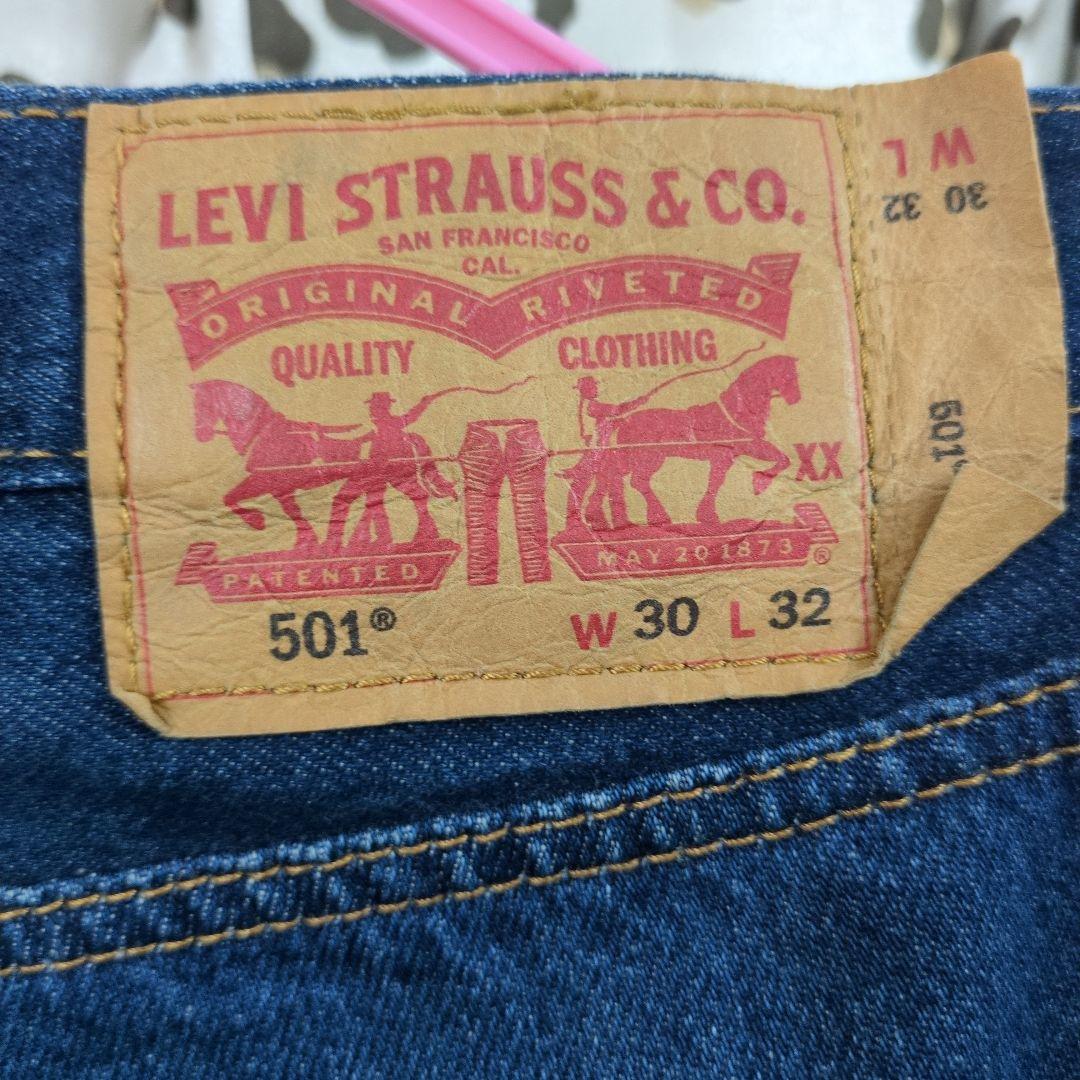 LEVI STRAUSS & CO.
SAN FRANCISCO
CAL.
ORIGINAL RIVETED
QUALITY CLOTHING
XX
PATENTED MAY 20 1873 ®
501® W 30 L 32
W L
30 32
501®